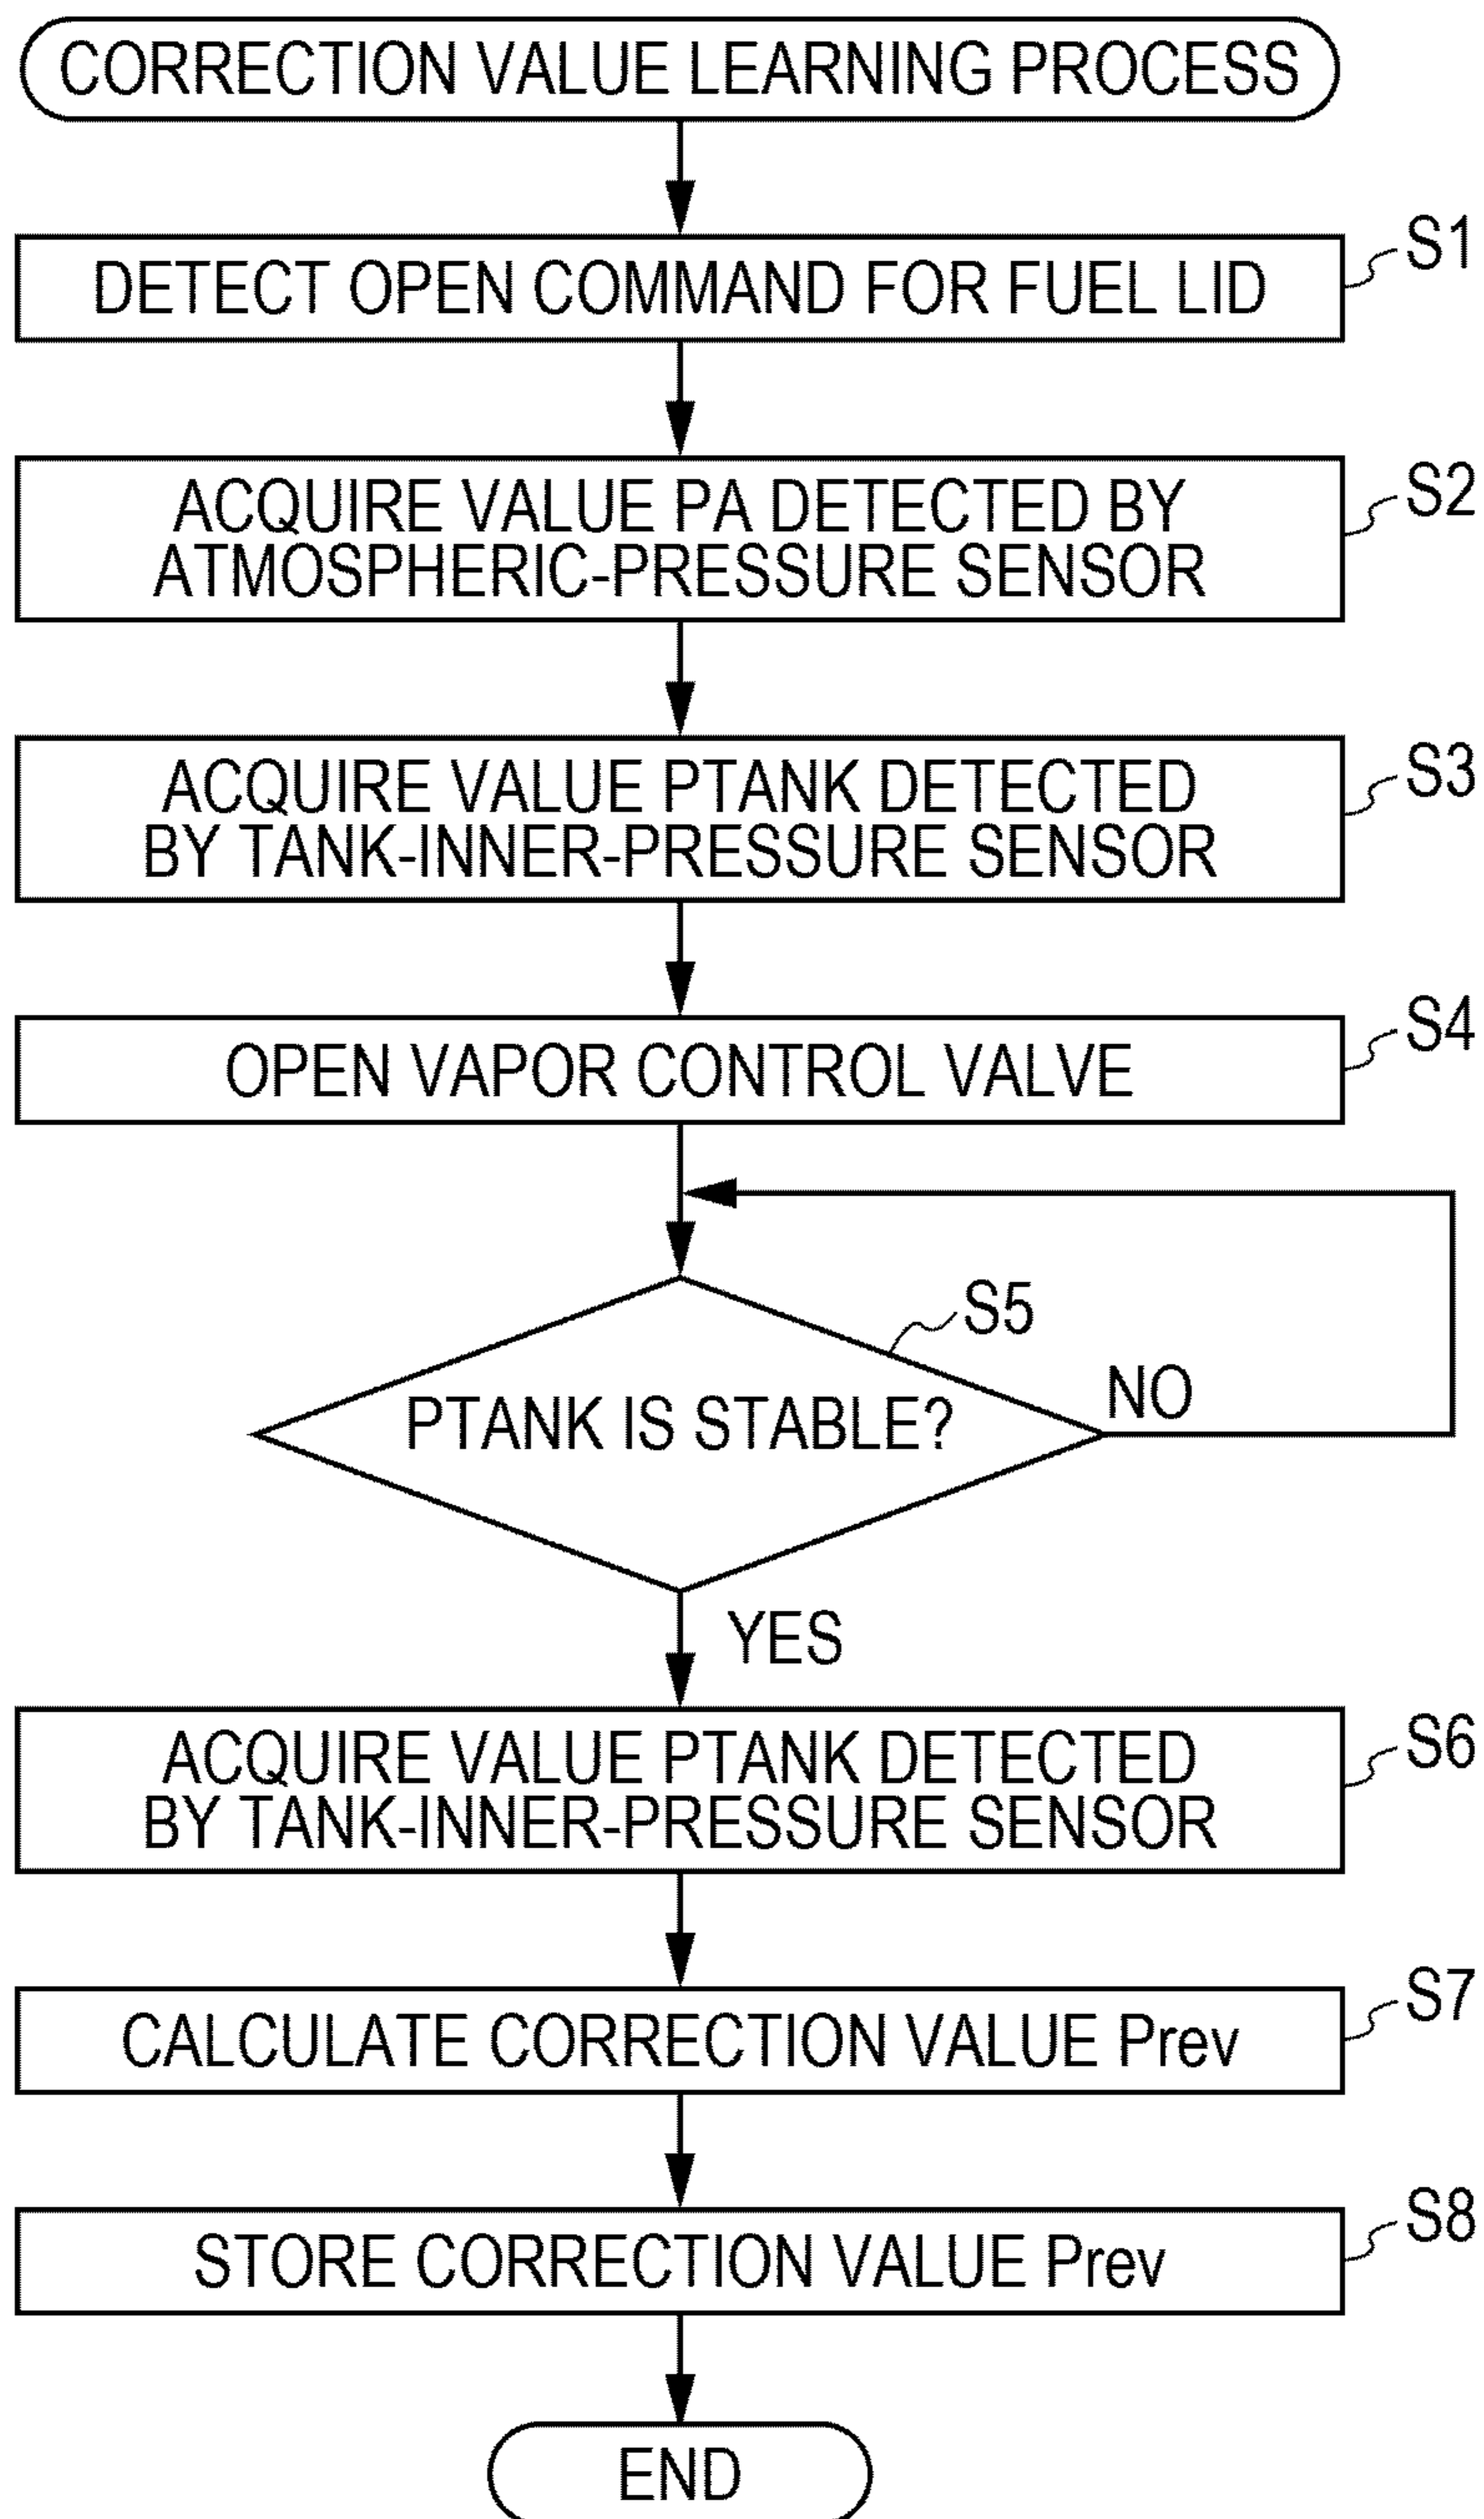 CORRECTION VALUE LEARNING PROCESS
S1
DETECT OPEN COMMAND FOR FUEL LID
S2
ACQUIRE VALUE PA DETECTED BY
ATMOSPHERIC-PRESSURE SENSOR
S3
ACQUIRE VALUE PTANK DETECTED
BY TANK-INNER-PRESSURE SENSOR
S4
OPEN VAPOR CONTROL VALVE
S5
PTANK IS STABLE?
NO
YES
S6
ACQUIRE VALUE PTANK DETECTED
BY TANK-INNER-PRESSURE SENSOR
S7
CALCULATE CORRECTION VALUE Prev
S8
STORE CORRECTION VALUE Prev
END